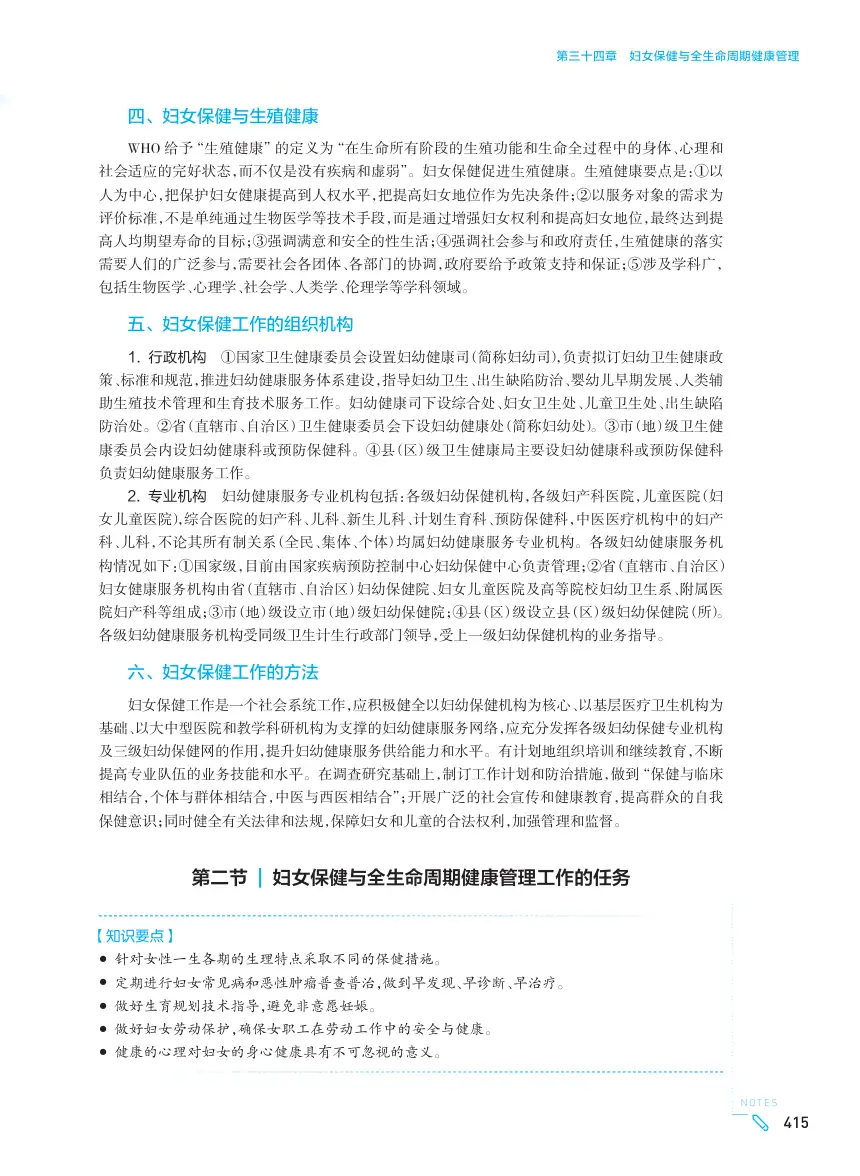 第三十四章 妇女保健与全生命周期健康管理
四、妇女保健与生殖健康
WHO 给予“生殖健康”的定义为“在生命所有阶段的生殖功能和生命全过程中的身体、心理和
社会适应的完好状态,而不仅是没有疾病和虚弱”。妇女保健促进生殖健康。生殖健康要点是:①以
人为中心,把保护妇女健康提高到人权水平,把提高妇女地位作为先决条件;②以服务对象的需求为
评价标准,不是单纯通过生物医学等技术手段,而是通过增强妇女权利和提高妇女地位,最终达到提
高人均期望寿命的目标;③强调满意和安全的性生活;④强调社会参与和政府责任,生殖健康的落实
需要人们的广泛参与,需要社会各团体、各部门的协调,政府要给予政策支持和保证;⑤涉及学科广,
包括生物医学、心理学、社会学、人类学、伦理学等学科领域。
五、妇女保健工作的组织机构
1. 行政机构 ①国家卫生健康委员会设置妇幼健康司(简称妇幼司),负责拟订妇幼卫生健康政
策、标准和规范,推进妇幼健康服务体系建设,指导妇幼卫生、出生缺陷防治、婴幼儿早期发展、人类辅
助生殖技术管理和生育技术服务工作。妇幼健康司下设综合处、妇女卫生处、儿童卫生处、出生缺陷
防治处。②省(直辖市、自治区)卫生健康委员会下设妇幼健康处(简称妇幼处)。③市(地)级卫生健
康委员会内设妇幼健康科或预防保健科。④县(区)级卫生健康局主要设妇幼健康科或预防保健科
负责妇幼健康服务工作。
2. 专业机构 妇幼健康服务专业机构包括:各级妇幼保健机构,各级妇产科医院,儿童医院(妇
女儿童医院),综合医院的妇产科、儿科、新生儿科、计划生育科、预防保健科,中医医疗机构中的妇产
科、儿科,不论其所有制关系(全民、集体、个体)均属妇幼健康服务专业机构。各级妇幼健康服务机
构情况如下:①国家级,目前由国家疾病预防控制中心妇幼保健中心负责管理;②省(直辖市、自治区)
妇女健康服务机构由省(直辖市、自治区)妇幼保健院、妇女儿童医院及高等院校妇幼卫生系、附属医
院妇产科等组成;③市(地)级设立市(地)级妇幼保健院;④县(区)级设立县(区)级妇幼保健院(所)。
各级妇幼健康服务机构受同级卫生计生行政部门领导,受上一级妇幼保健机构的业务指导。
六、妇女保健工作的方法
妇女保健工作是一个社会系统工作,应积极健全以妇幼保健机构为核心、以基层医疗卫生机构为
基础、以大中型医院和教学科研机构为支撑的妇幼健康服务网络,应充分发挥各级妇幼保健专业机构
及三级妇幼保健网的作用,提升妇幼健康服务供给能力和水平。有计划地组织培训和继续教育,不断
提高专业队伍的业务技能和水平。在调查研究基础上,制订工作计划和防治措施,做到“保健与临床
相结合,个体与群体相结合,中医与西医相结合”;开展广泛的社会宣传和健康教育,提高群众的自我
保健意识;同时健全有关法律和法规,保障妇女和儿童的合法权利,加强管理和监督。
第二节 | 妇女保健与全生命周期健康管理工作的任务
【知识要点】
● 针对女性一生各期的生理特点采取不同的保健措施。
● 定期进行妇女常见病和恶性肿瘤普查普治,做到早发现、早诊断、早治疗。
● 做好生育规划技术指导,避免非意愿妊娠。
● 做好妇女劳动保护,确保女职工在劳动工作中的安全与健康。
● 健康的心理对妇女的身心健康具有不可忽视的意义。
NOTES
415